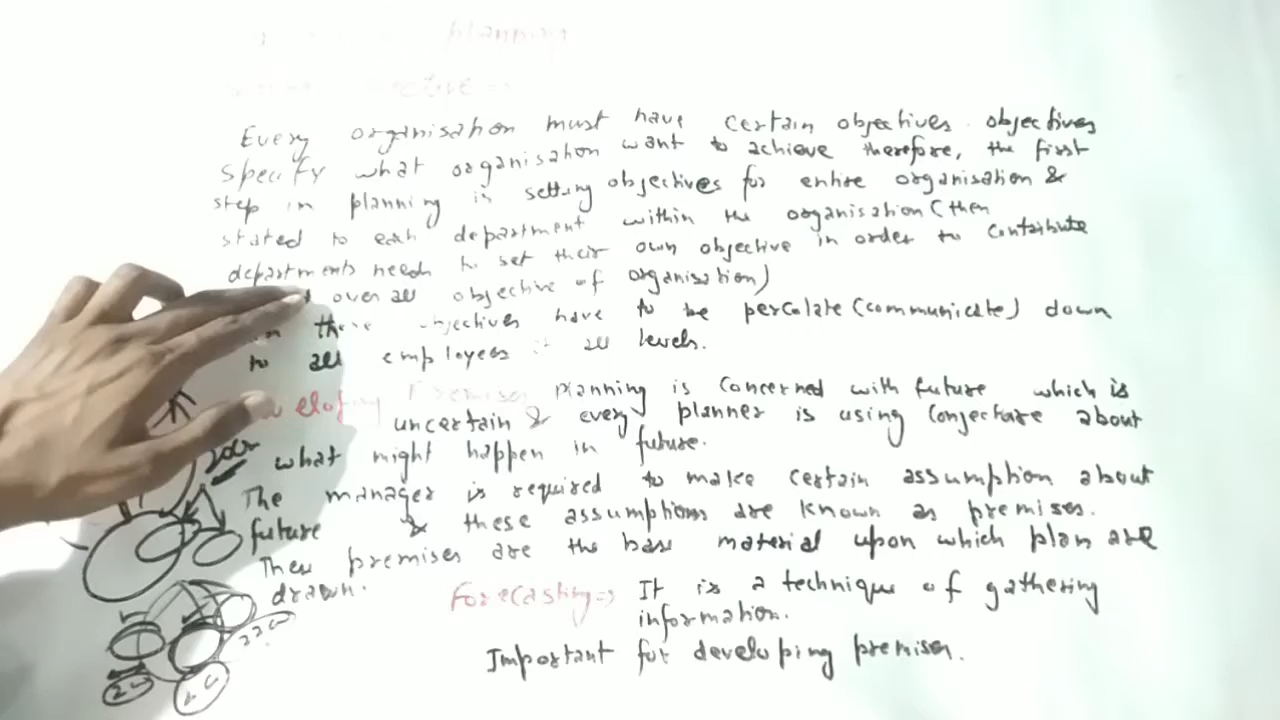 planning
Every organisation must have certain objectives. objectives
specify what organisation want to achieve therefore, the first
step in planning is setting objectives for entire organisation &
stated to each department within the organisation (then
departments needs to set their own objective in order to contribute
over all objective of organisation)
these objectives have to be percolate (communicate) down
to all employees all levels.
Premises planning is concerned with future which is
uncertain & every planner is using conjecture about
what might happen in future.
The manager is required to make certain assumption about
future & these assumptions are known as premises.
These premises are the base material upon which plan are
drawn.
Forecasting => It is a technique of gathering
information.
Important for developing premises.